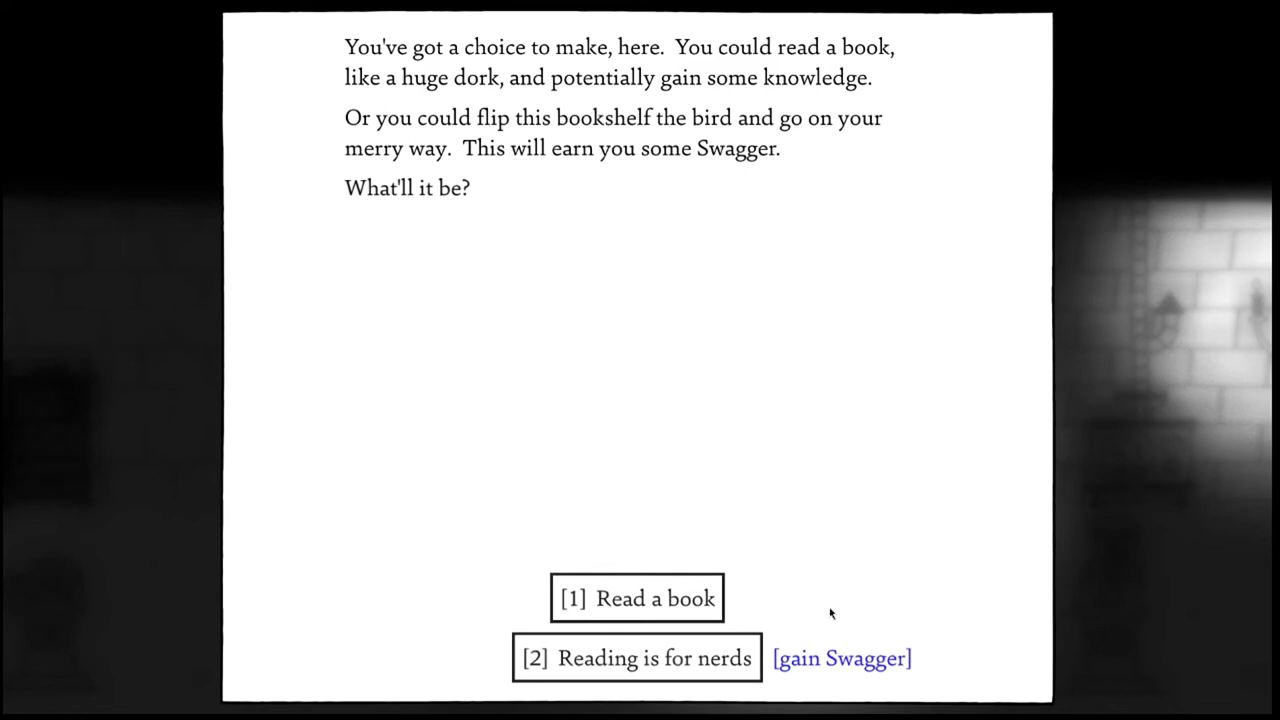 You've got a choice to make, here.  You could read a book,
like a huge dork, and potentially gain some knowledge.
Or you could flip this bookshelf the bird and go on your
merry way.  This will earn you some Swagger.
What'll it be?
[1]  Read a book
[2]  Reading is for nerds  [gain Swagger]